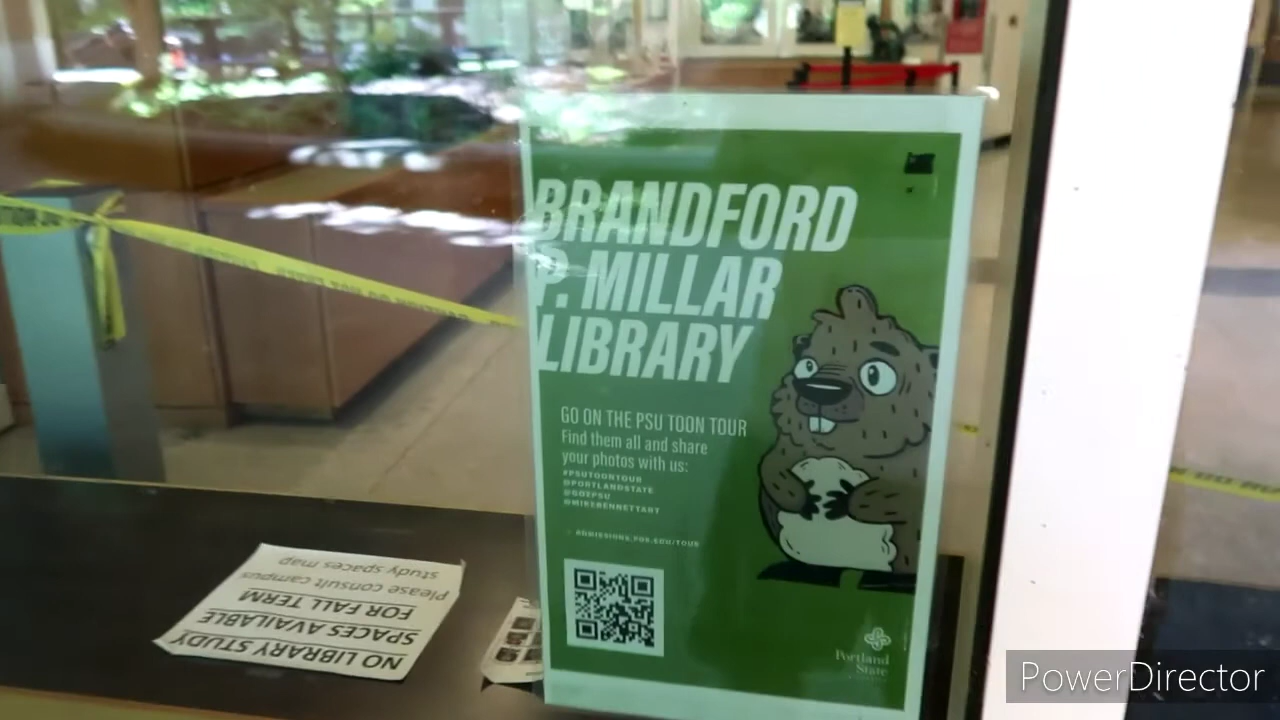 BRANDFORD
P. MILLAR
LIBRARY
GO ON THE PSU TOON TOUR
Find them all and share
your photos with us:
#PSUTOONTOUR
@PORTLANDSTATE
@GO2PSU
@MIKEBENNETTART
ADMISSIONS.PDX.EDU/TOUR
Portland
State
NO LIBRARY STUDY
SPACES AVAILABLE
FOR FALL TERM
Please consult campus
study spaces map
PowerDirector